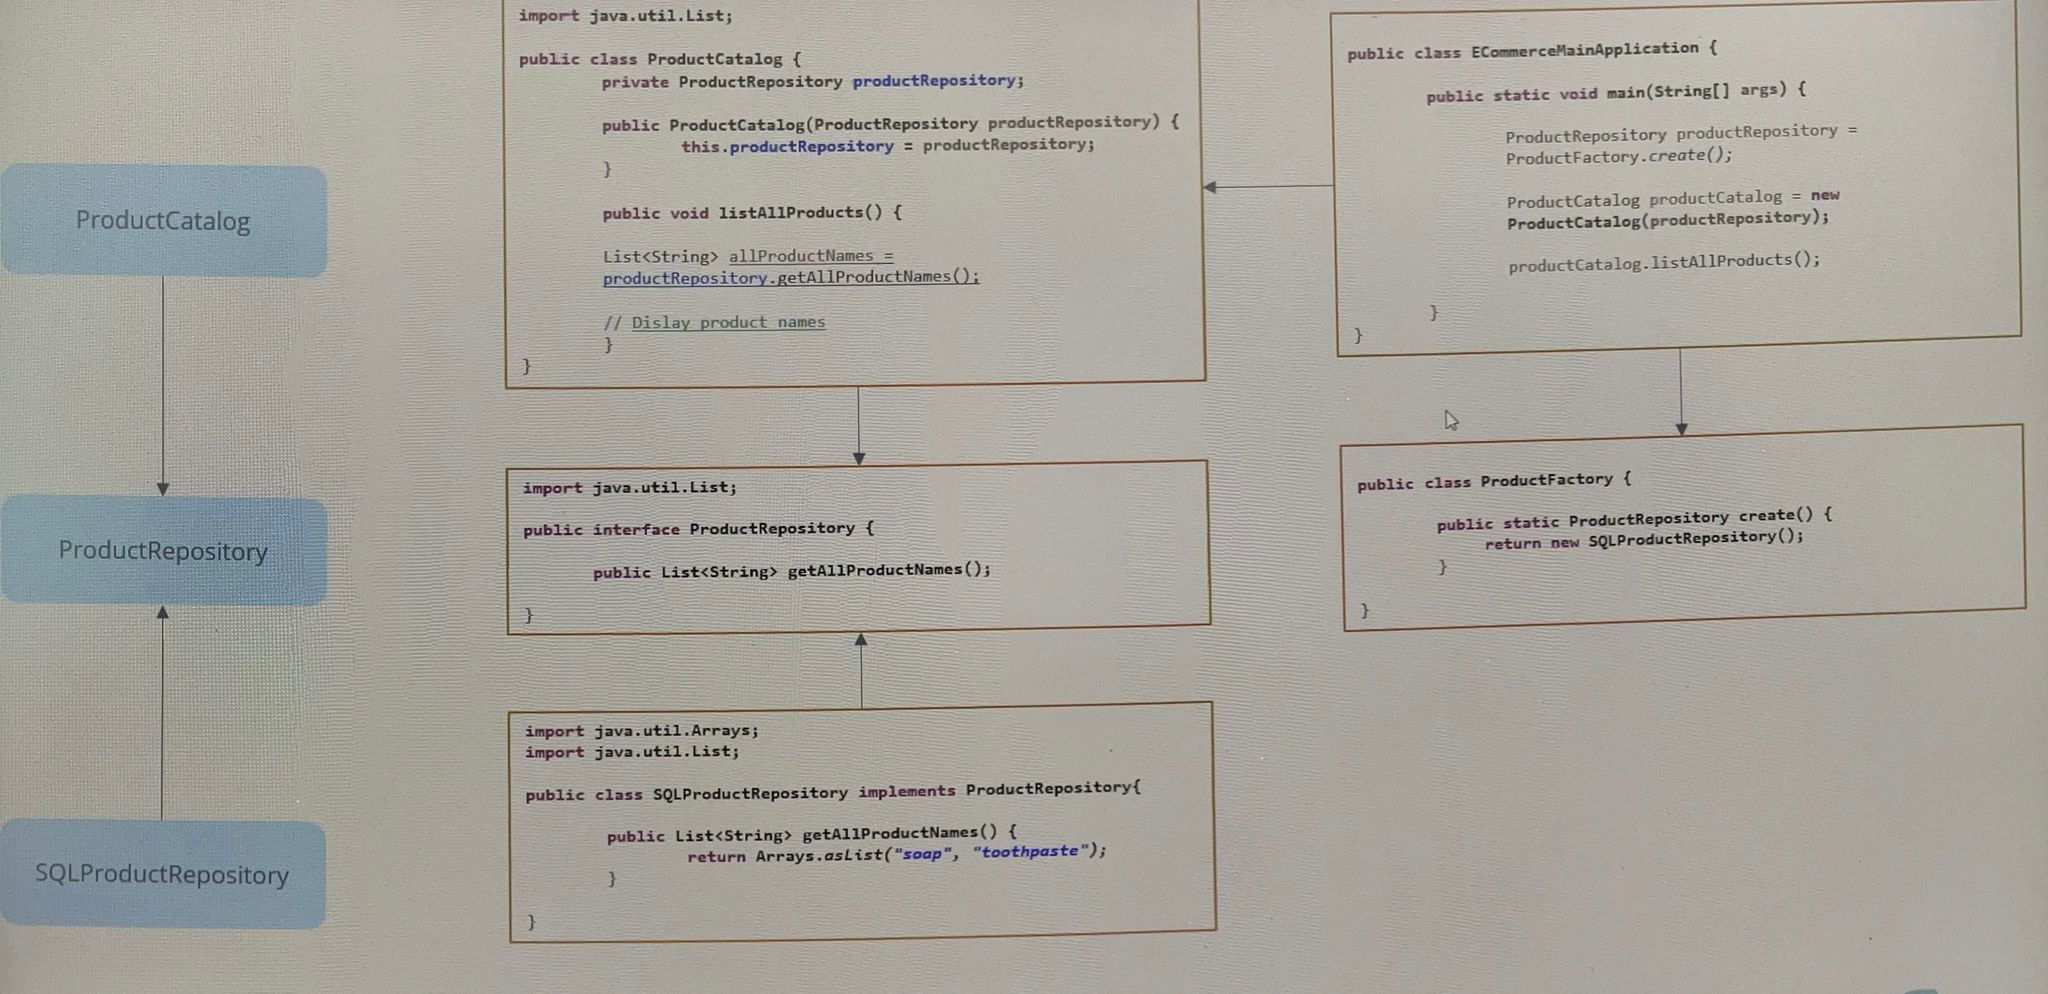 ProductCatalog
ProductRepository
SQLProductRepository
import java.util.List;
public class ProductCatalog {
private ProductRepository productRepository;
public ProductCatalog(ProductRepository productRepository) {
this.productRepository = productRepository;
}
public void listAllProducts() {
List<String> allProductNames =
productRepository.getAllProductNames();
// Dislay product names
}
}
import java.util.List;
public interface ProductRepository {
public List<String> getAllProductNames();
}
import java.util.Arrays;
import java.util.List;
public class SQLProductRepository implements ProductRepository{
public List<String> getAllProductNames() {
return Arrays.asList("soap", "toothpaste");
}
}
public class ECommerceMainApplication {
public static void main(String[] args) {
ProductRepository productRepository =
ProductFactory.create();
ProductCatalog productCatalog = new
ProductCatalog(productRepository);
productCatalog.listAllProducts();
}
}
public class ProductFactory {
public static ProductRepository create() {
return new SQLProductRepository();
}
}